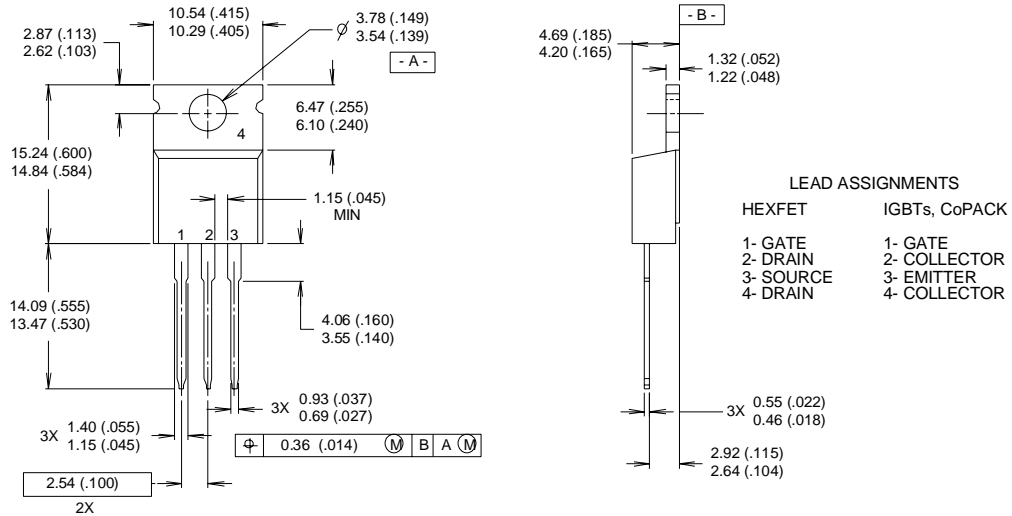 10.54 (.415)
10.29 (.405)
2.87 (.113)
2.62 (.103)
ø 3.78 (.149)
3.54 (.139)
- A -
6.47 (.255)
6.10 (.240)
4
15.24 (.600)
14.84 (.584)
1.15 (.045)
MIN
1 2 3
14.09 (.555)
13.47 (.530)
4.06 (.160)
3.55 (.140)
3X 0.93 (.037)
0.69 (.027)
3X 1.40 (.055)
1.15 (.045)
⌖ 0.36 (.014) Ⓜ B A Ⓜ
2.54 (.100)
2X
- B -
4.69 (.185)
4.20 (.165)
1.32 (.052)
1.22 (.048)
LEAD ASSIGNMENTS
HEXFET
1- GATE
2- DRAIN
3- SOURCE
4- DRAIN
IGBTs, CoPACK
1- GATE
2- COLLECTOR
3- EMITTER
4- COLLECTOR
3X 0.55 (.022)
0.46 (.018)
2.92 (.115)
2.64 (.104)